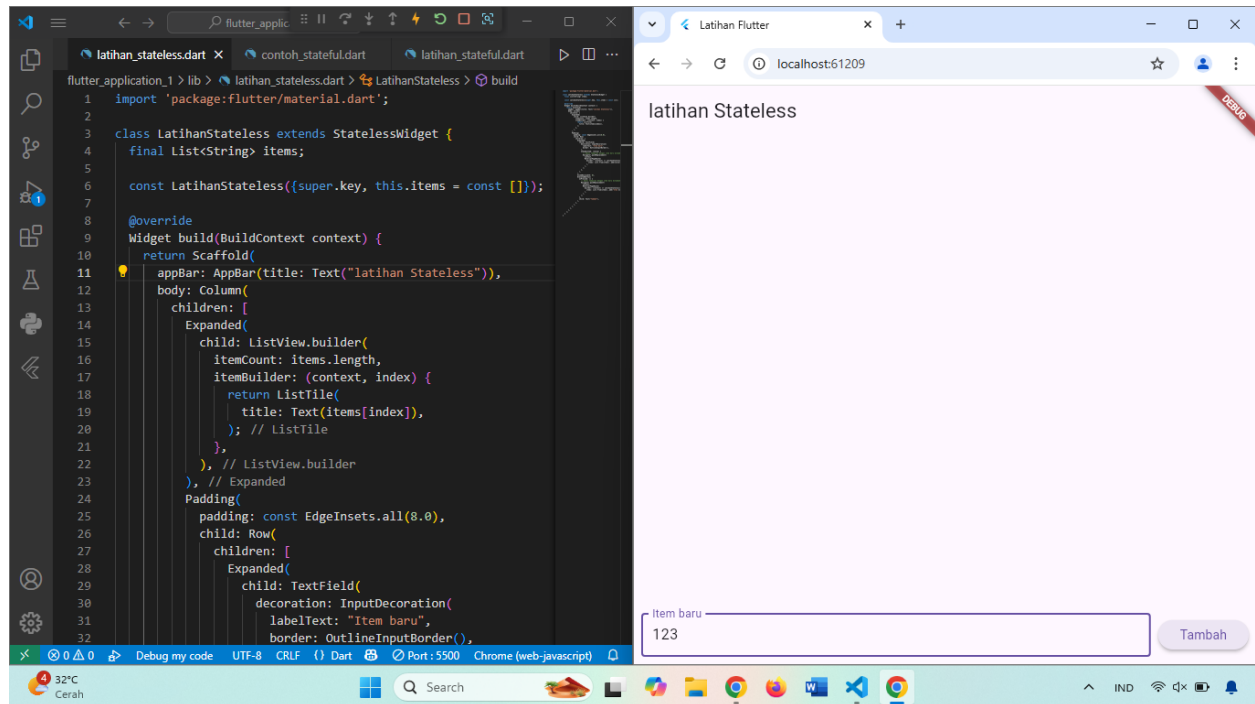 flutter_applic
latihan_stateless.dart
contoh_stateful.dart
latihan_stateful.dart
flutter_application_1 > lib > latihan_stateless.dart > LatihanStateless > build
1 import 'package:flutter/material.dart';
2
3 class LatihanStateless extends StatelessWidget {
4 final List<String> items;
5
6 const LatihanStateless({super.key, this.items = const []});
7
8 @override
9 Widget build(BuildContext context) {
10 return Scaffold(
11 appBar: AppBar(title: Text("latihan Stateless")),
12 body: Column(
13 children: [
14 Expanded(
15 child: ListView.builder(
16 itemCount: items.length,
17 itemBuilder: (context, index) {
18 return ListTile(
19 title: Text(items[index]),
20 ); // ListTile
21 },
22 ), // ListView.builder
23 ), // Expanded
24 Padding(
25 padding: const EdgeInsets.all(8.0),
26 child: Row(
27 children: [
28 Expanded(
29 child: TextField(
30 decoration: InputDecoration(
31 labelText: "Item baru",
32 border: OutlineInputBorder(),
1
0 0 Debug my code UTF-8 CRLF {} Dart Port : 5500 Chrome (web-javascript)
Latihan Flutter
localhost:61209
DEBUG
latihan Stateless
Item baru
123
Tambah
4
32°C
Cerah
Search
IND